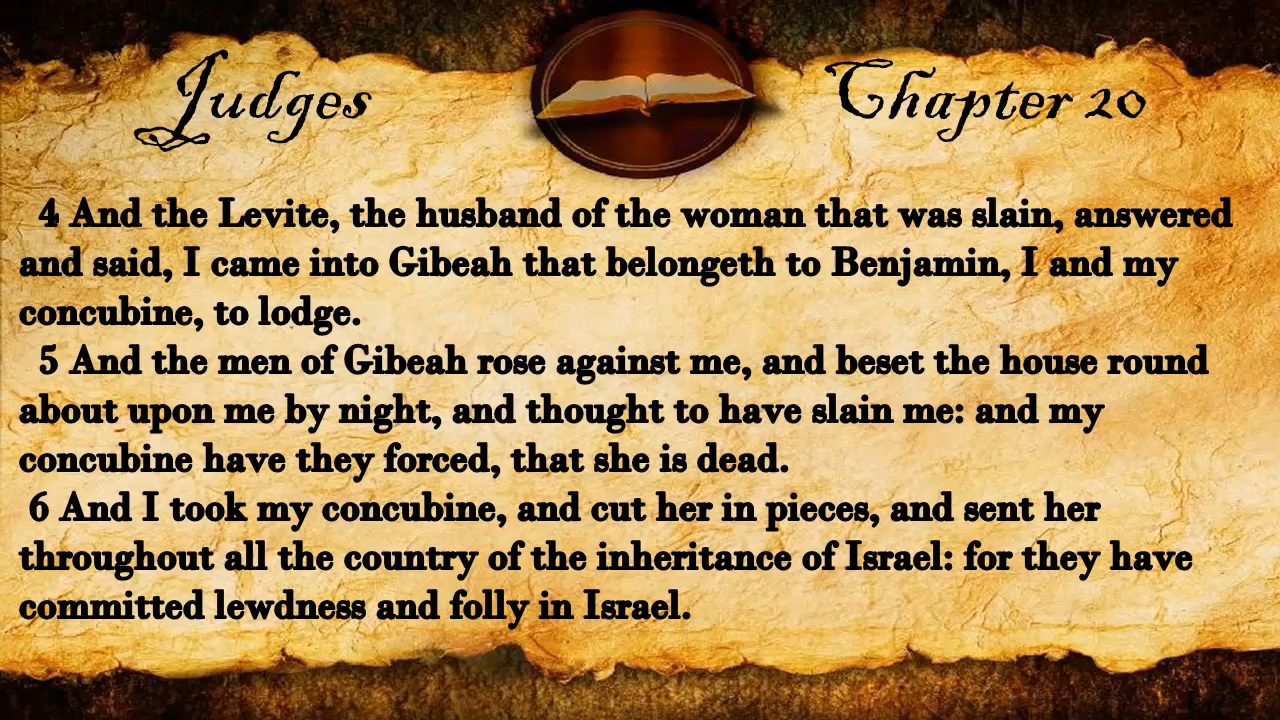 Judges
Chapter 20
4 And the Levite, the husband of the woman that was slain, answered
and said, I came into Gibeah that belongeth to Benjamin, I and my
concubine, to lodge.
5 And the men of Gibeah rose against me, and beset the house round
about upon me by night, and thought to have slain me: and my
concubine have they forced, that she is dead.
6 And I took my concubine, and cut her in pieces, and sent her
throughout all the country of the inheritance of Israel: for they have
committed lewdness and folly in Israel.